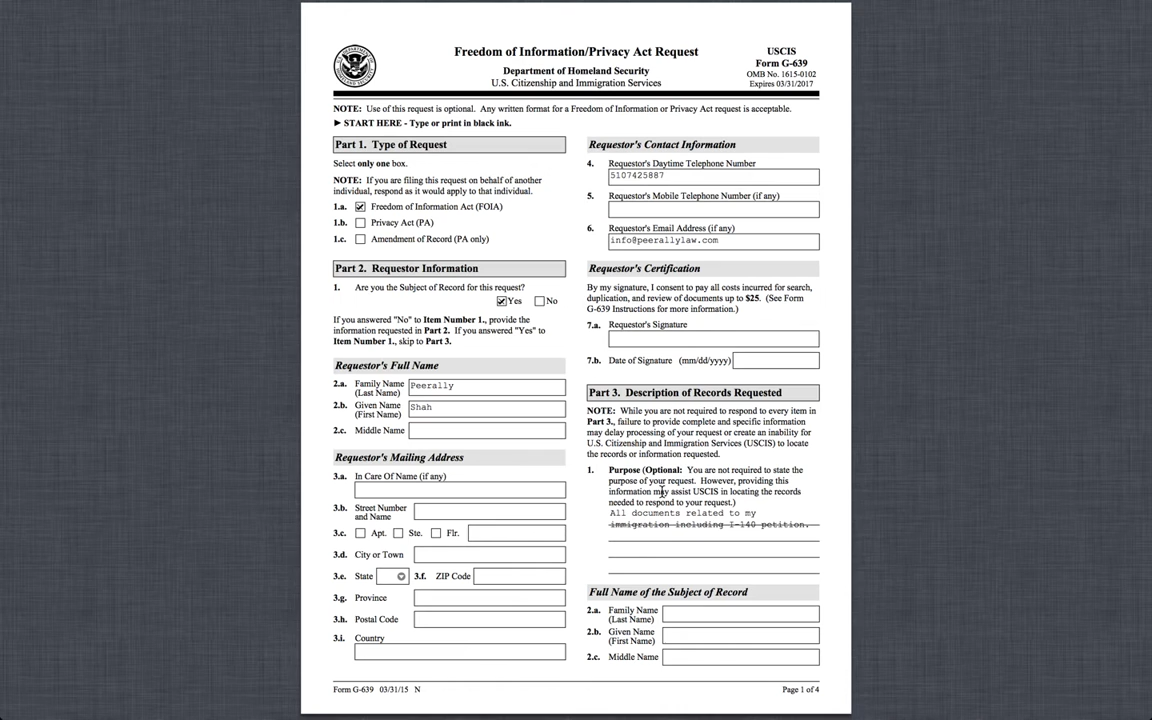 Freedom of Information/Privacy Act Request
Department of Homeland Security
U.S. Citizenship and Immigration Services
USCIS
Form G-639
OMB No. 1615-0102
Expires 03/31/2017
NOTE: Use of this request is optional. Any written format for a Freedom of Information or Privacy Act request is acceptable.
► START HERE - Type or print in black ink.
Part 1. Type of Request
Select only one box.
NOTE: If you are filing this request on behalf of another
individual, respond as it would apply to that individual.
1.a. Freedom of Information Act (FOIA)
1.b. Privacy Act (PA)
1.c. Amendment of Record (PA only)
Part 2. Requestor Information
1. Are you the Subject of Record for this request?
Yes No
If you answered "No" to Item Number 1., provide the
information requested in Part 2. If you answered "Yes" to
Item Number 1., skip to Part 3.
Requestor's Full Name
2.a. Family Name
(Last Name)
Peerally
2.b. Given Name
(First Name)
Shah
2.c. Middle Name
Requestor's Mailing Address
3.a. In Care Of Name (if any)
3.b. Street Number
and Name
3.c. Apt. Ste. Flr.
3.d. City or Town
3.e. State 3.f. ZIP Code
3.g. Province
3.h. Postal Code
3.i. Country
Requestor's Contact Information
4. Requestor's Daytime Telephone Number
5107425887
5. Requestor's Mobile Telephone Number (if any)
6. Requestor's Email Address (if any)
info@peerallylaw.com
Requestor's Certification
By my signature, I consent to pay all costs incurred for search,
duplication, and review of documents up to $25. (See Form
G-639 Instructions for more information.)
7.a. Requestor's Signature
7.b. Date of Signature (mm/dd/yyyy)
Part 3. Description of Records Requested
NOTE: While you are not required to respond to every item in
Part 3., failure to provide complete and specific information
may delay processing of your request or create an inability for
U.S. Citizenship and Immigration Services (USCIS) to locate
the records or information requested.
1. Purpose (Optional: You are not required to state the
purpose of your request. However, providing this
information may assist USCIS in locating the records
needed to respond to your request.)
All documents related to my
immigration including I-140 petition.
Full Name of the Subject of Record
2.a. Family Name
(Last Name)
2.b. Given Name
(First Name)
2.c. Middle Name
Form G-639 03/31/15 N
Page 1 of 4